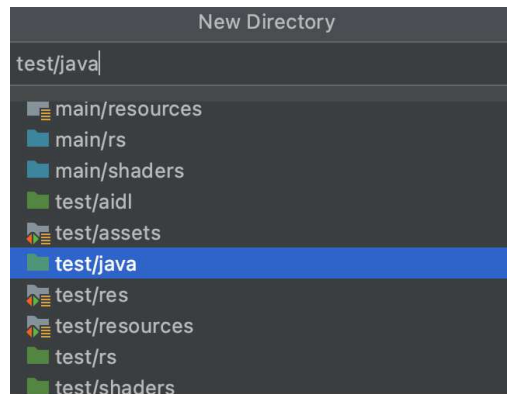 New Directory
test/java
main/resources
main/rs
main/shaders
test/aidl
test/assets
test/java
test/res
test/resources
test/rs
test/shaders